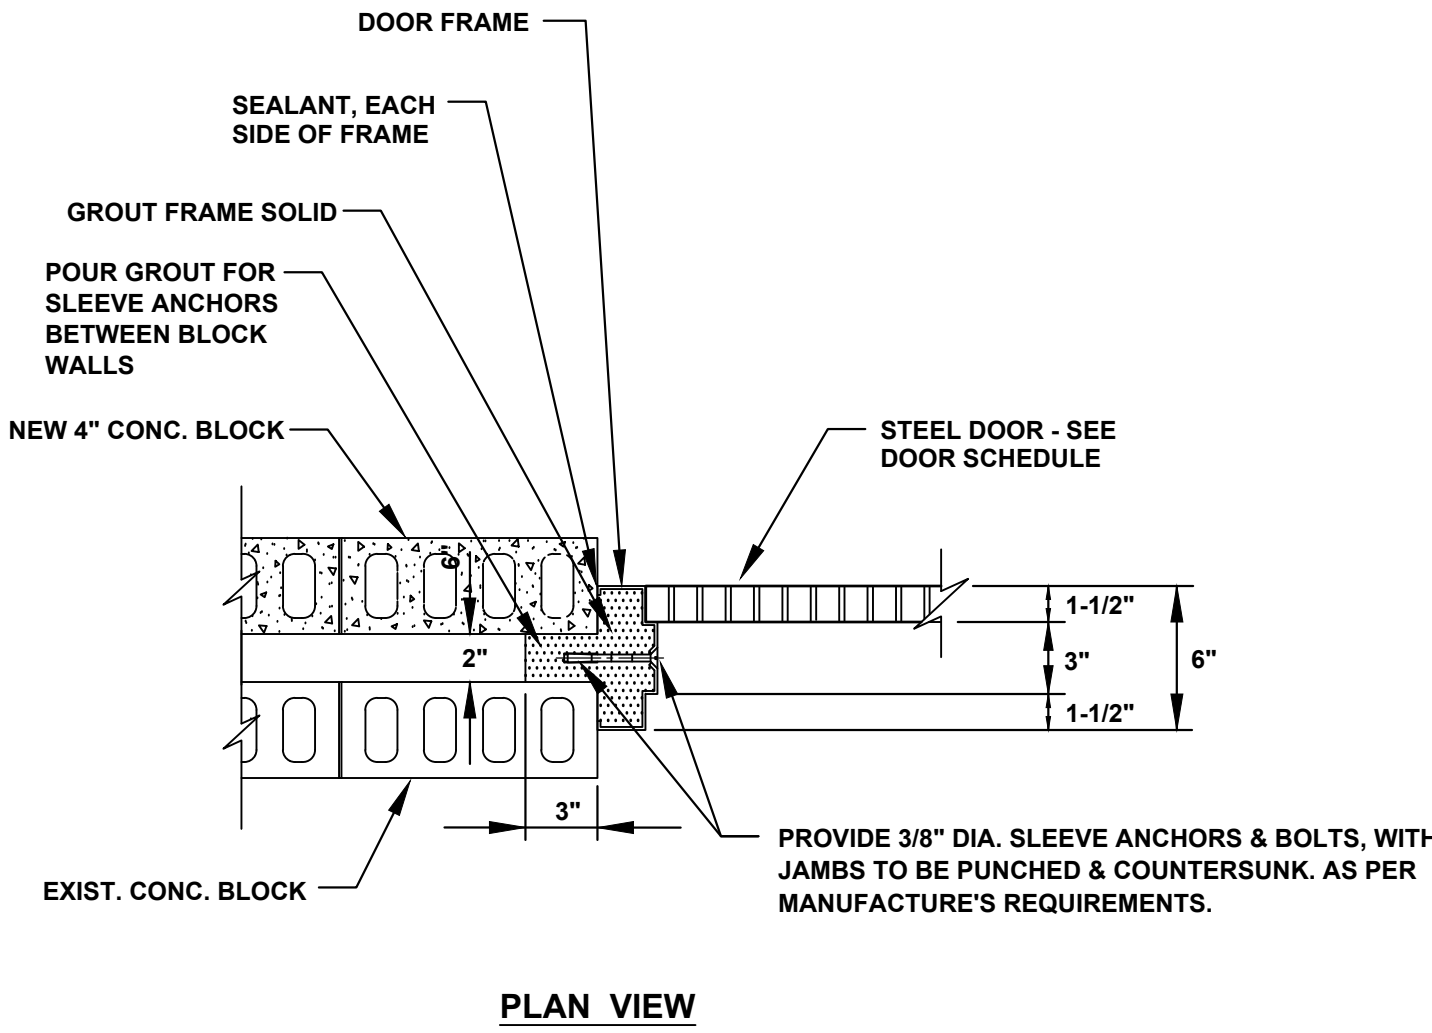 DOOR FRAME
SEALANT, EACH
SIDE OF FRAME
GROUT FRAME SOLID
POUR GROUT FOR
SLEEVE ANCHORS
BETWEEN BLOCK
WALLS
NEW 4" CONC. BLOCK
STEEL DOOR - SEE
DOOR SCHEDULE
6"
2"
3"
1-1/2"
3"
1-1/2"
6"
PROVIDE 3/8" DIA. SLEEVE ANCHORS & BOLTS, WITH
JAMBS TO BE PUNCHED & COUNTERSUNK. AS PER
MANUFACTURE'S REQUIREMENTS.
EXIST. CONC. BLOCK
PLAN VIEW